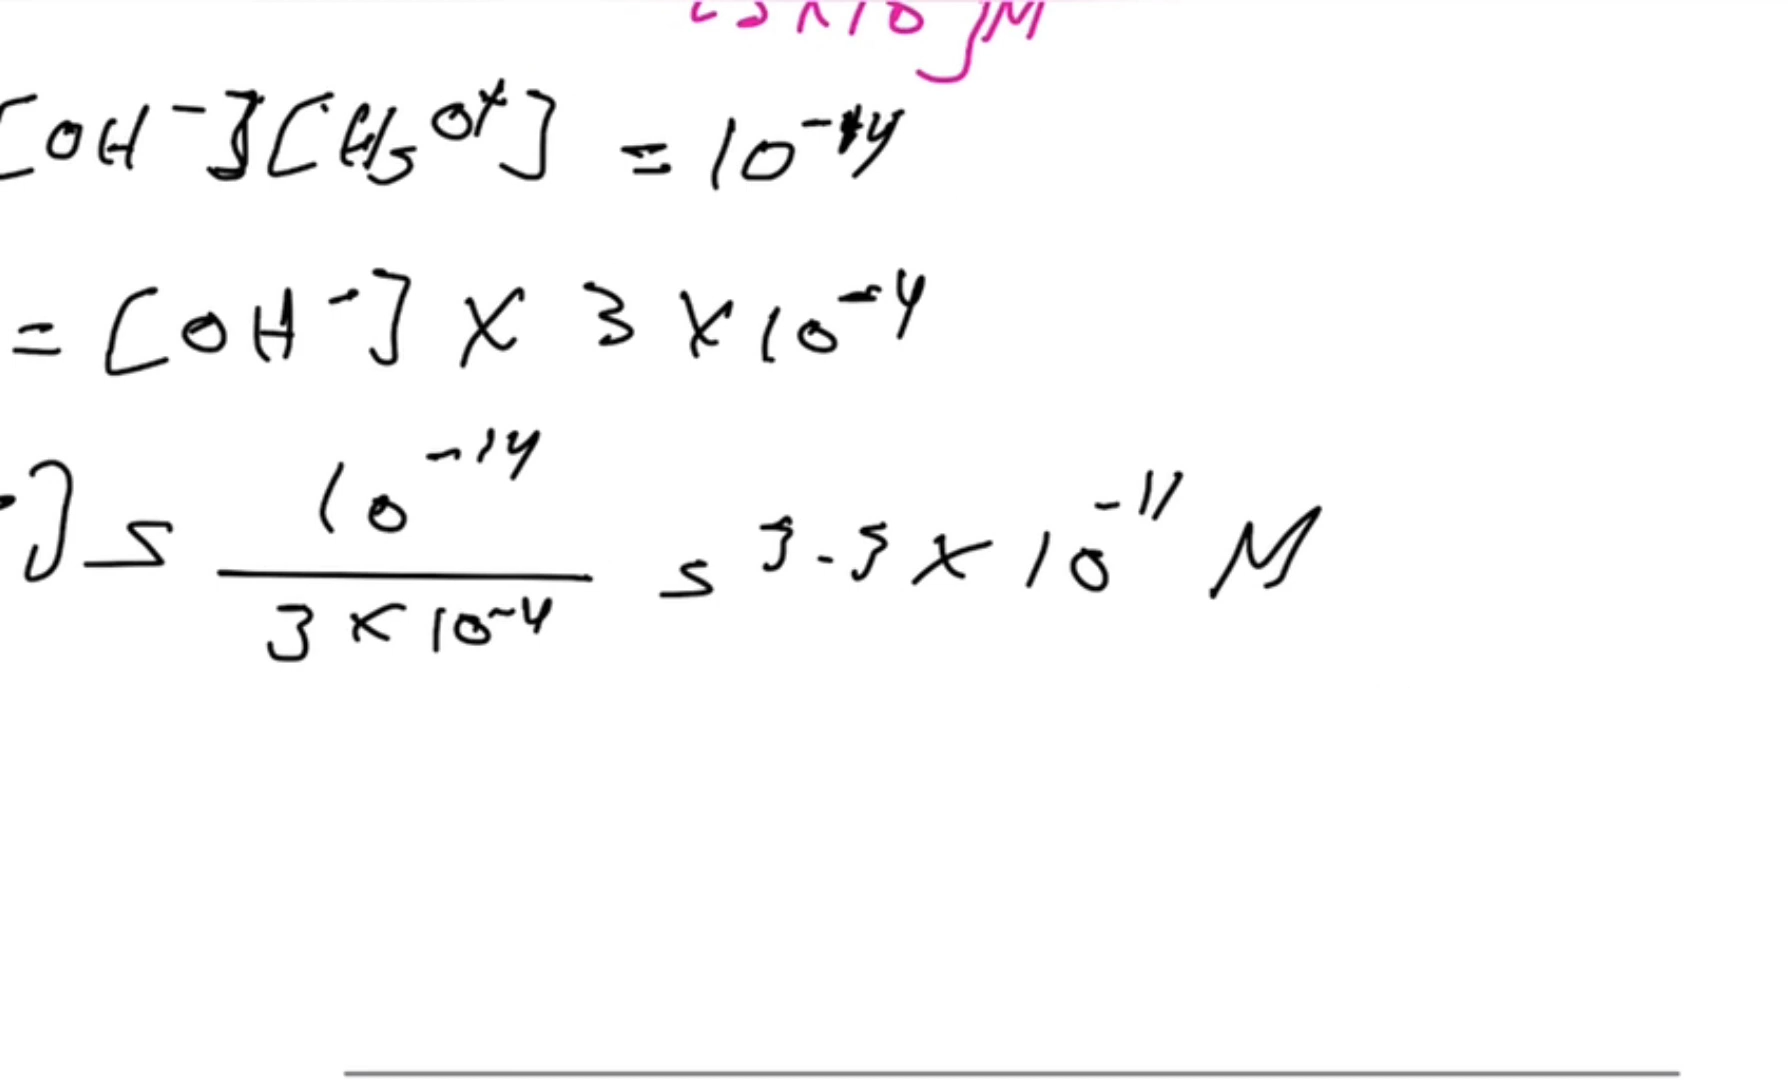 [OH⁻][H₃O⁺] = 10⁻¹⁴
= [OH⁻] × 3 × 10⁻⁴
⁻] = 10⁻¹⁴ / 3 × 10⁻⁴ = 3.3 × 10⁻¹¹ M